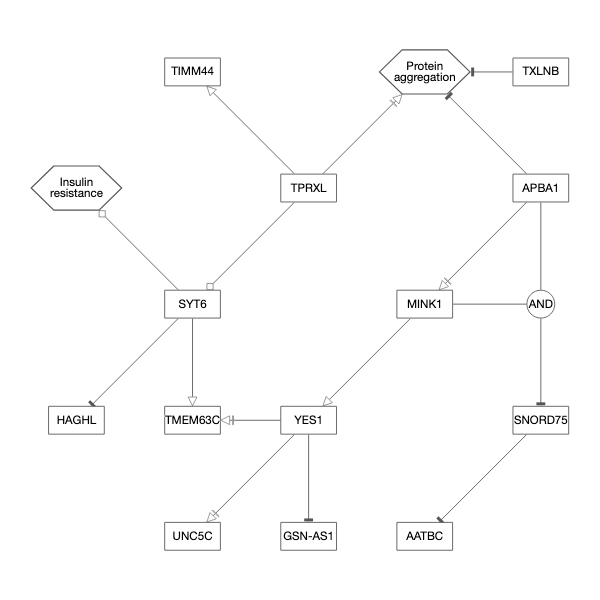 TIMM44
Protein
aggregation
TXLNB
Insulin
resistance
TPRXL
APBA1
SYT6
MINK1
AND
HAGHL
TMEM63C
YES1
SNORD75
UNC5C
GSN-AS1
AATBC